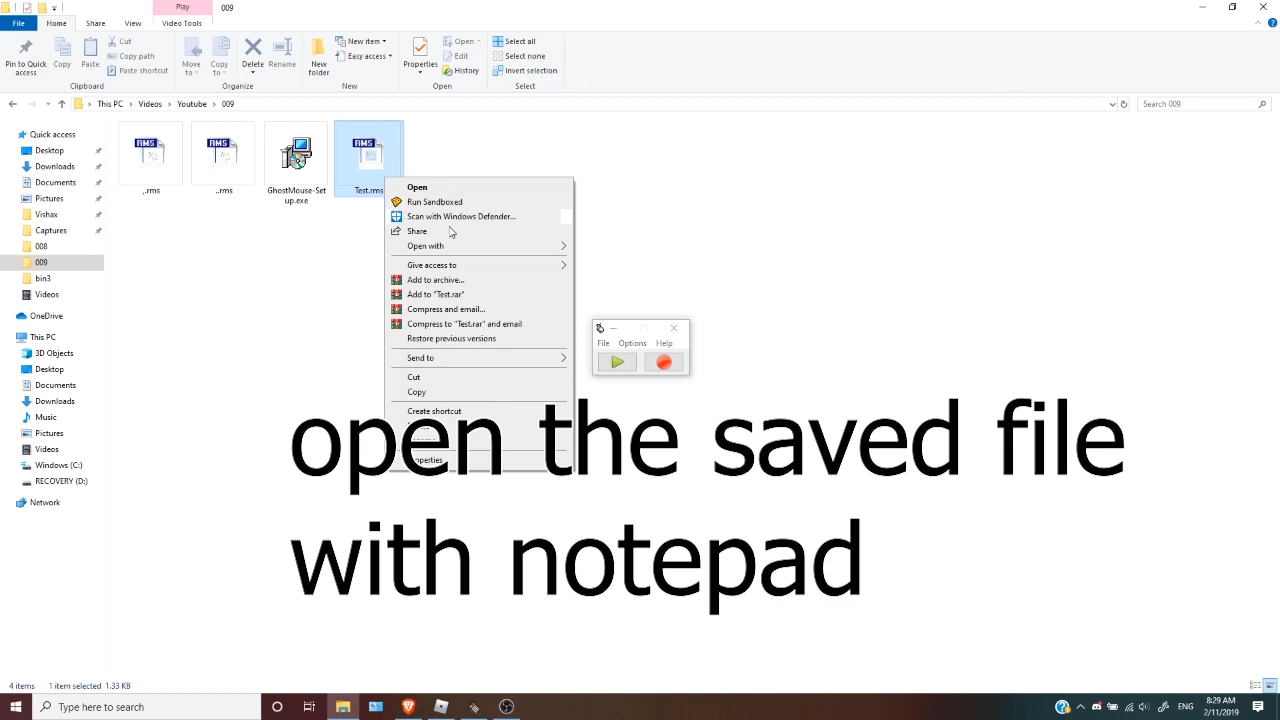 Play
009
File
Home
Share
View
Video Tools
Pin to Quick access
Copy
Paste
Cut
Copy path
Paste shortcut
Clipboard
Move to
Copy to
Delete
Rename
Organize
New folder
New item
Easy access
New
Properties
Open
Edit
History
Open
Select all
Select none
Invert selection
Select
This PC > Videos > Youtube > 009
Search 009
Quick access
Desktop
Downloads
Documents
Pictures
Vishax
Captures
008
009
bin3
Videos
OneDrive
This PC
3D Objects
Desktop
Documents
Downloads
Music
Pictures
Videos
Windows (C:)
RECOVERY (D:)
Network
RMS
RMS
RMS
,.rms
..rms
GhostMouse-Set
up.exe
Test.rms
Open
Run Sandboxed
Scan with Windows Defender...
Share
Open with
Give access to
Add to archive...
Add to "Test.rar"
Compress and email...
Compress to "Test.rar" and email
Restore previous versions
Send to
Cut
Copy
Create shortcut
File Options Help
open the saved file
with notepad
4 items 1 item selected 1.33 KB
Type here to search
ENG
8:29 AM
2/11/2019